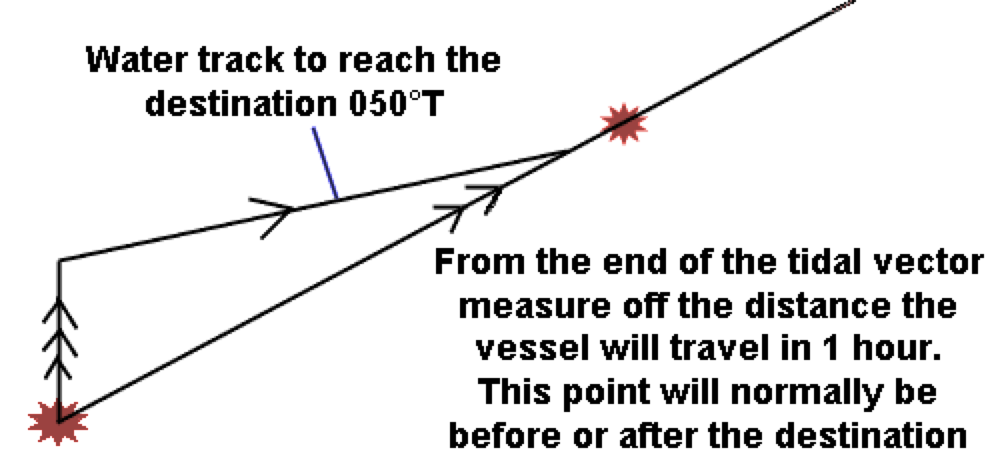 Water track to reach the
destination 050°T
From the end of the tidal vector
measure off the distance the
vessel will travel in 1 hour.
This point will normally be
before or after the destination